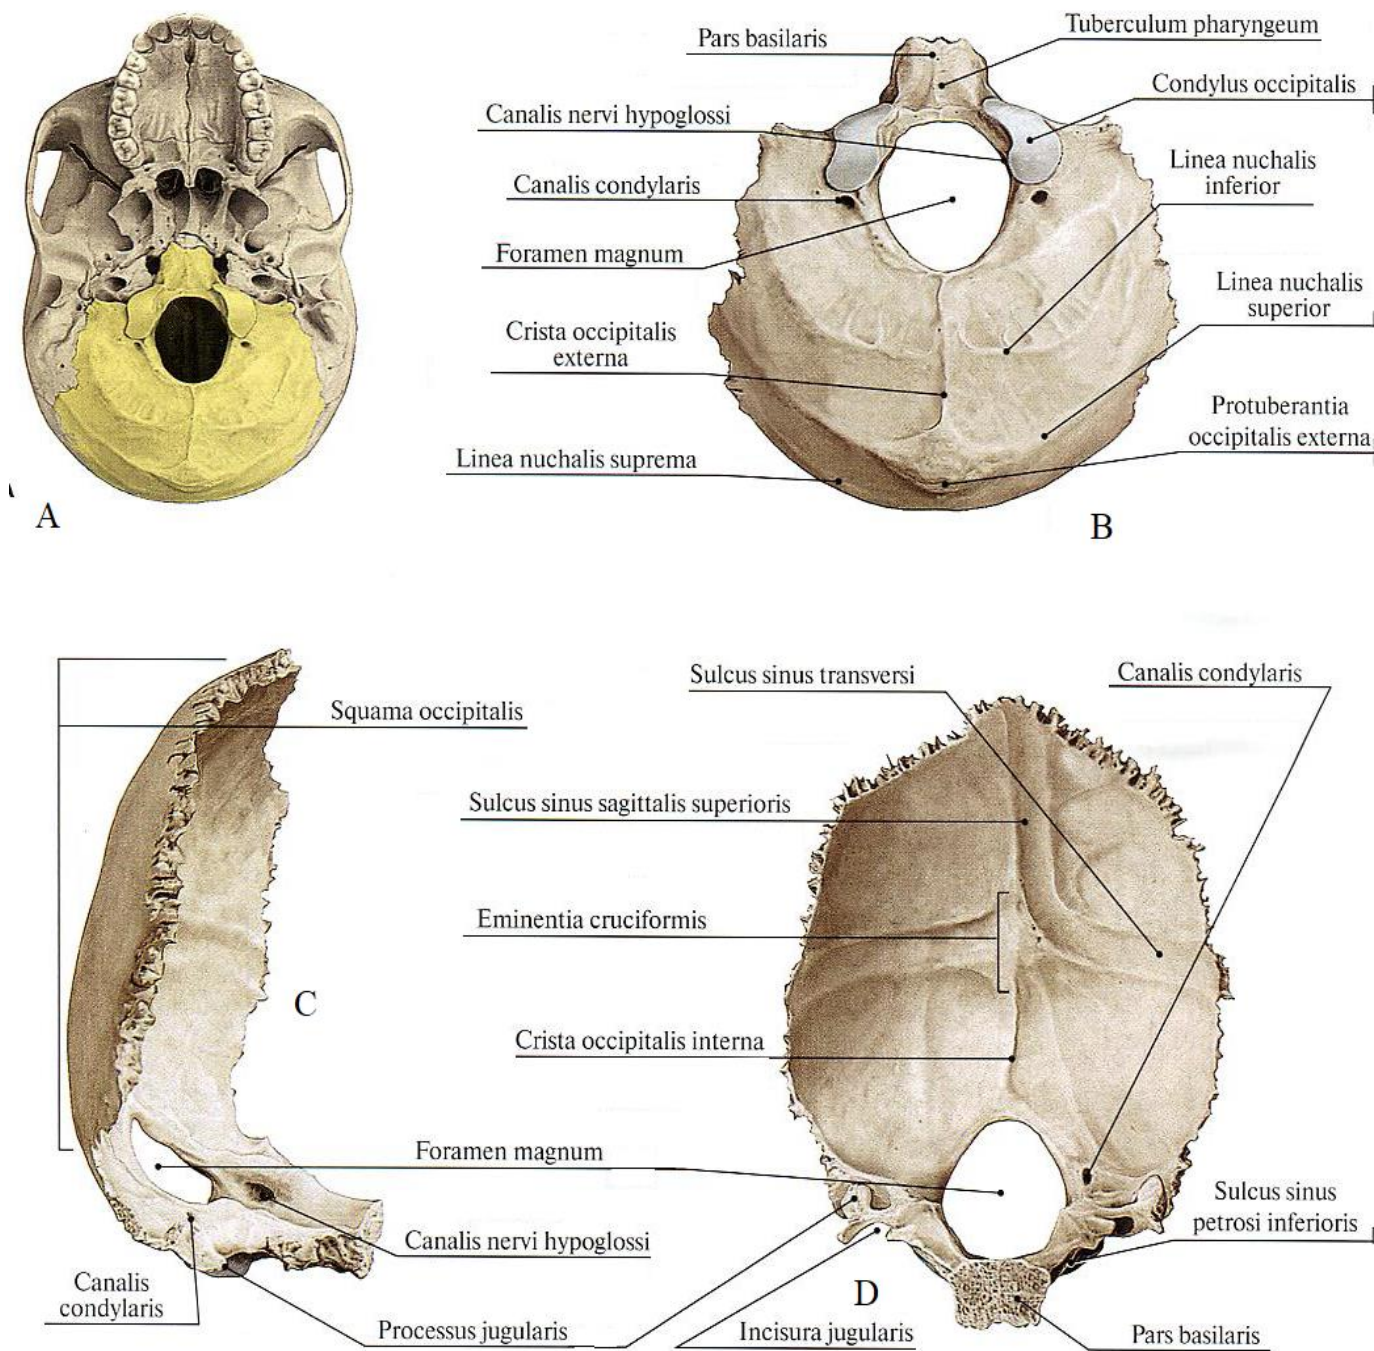 Pars basilaris
Tuberculum pharyngeum
Condylus occipitalis
Canalis nervi hypoglossi
Linea nuchalis
inferior
Canalis condylaris
Foramen magnum
Linea nuchalis
superior
Crista occipitalis
externa
Protuberantia
occipitalis externa
Linea nuchalis suprema
A
B
Squama occipitalis
Sulcus sinus transversi
Canalis condylaris
Sulcus sinus sagittalis superioris
Eminentia cruciformis
C
Crista occipitalis interna
Foramen magnum
Sulcus sinus
petrosi inferioris
Canalis nervi hypoglossi
Canalis
condylaris
D
Processus jugularis
Incisura jugularis
Pars basilaris